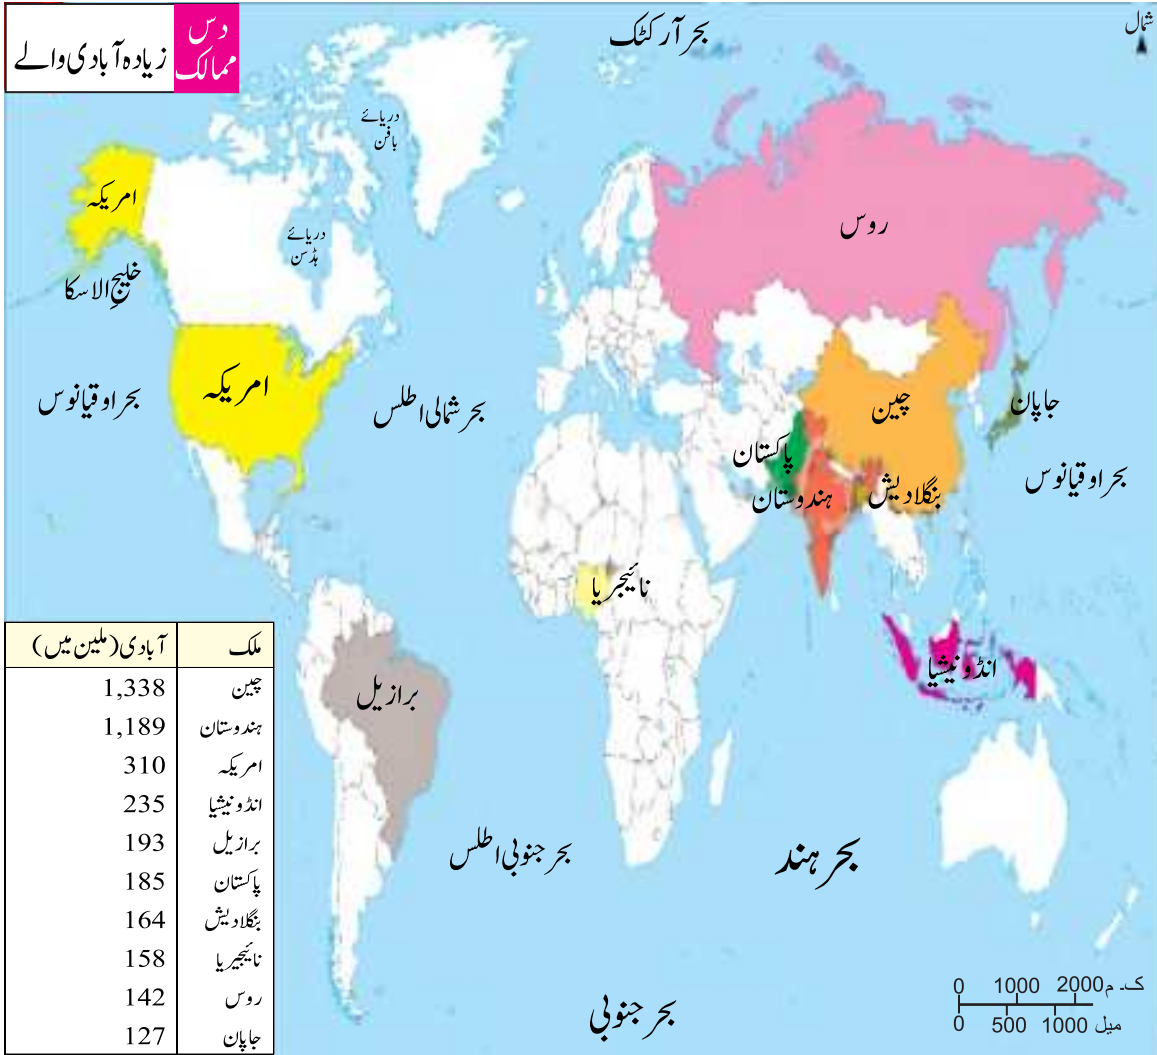 دس
ممالک
زیادہ آبادی والے
بحر آرکٹک
شمال
دریائے
بافن
امریکہ
دریائے
ہڈسن
روس
خلیج الاسکا
امریکہ
بحر اوقیانوس
بحر شمالی اطلس
چین
جاپان
پاکستان
بحر اوقیانوس
ہندوستان
بنگلادیش
نائیجریا
انڈونیشیا
برازیل
بحر جنوبی اطلس
بحر ہند
بحر جنوبی
ملک آبادی (ملین میں)
چین 1,338
ہندوستان 1,189
امریکہ 310
انڈونیشیا 235
برازیل 193
پاکستان 185
بنگلادیش 164
نائیجیریا 158
روس 142
جاپان 127
0 1000 2000 ک۔م
0 500 1000 میل